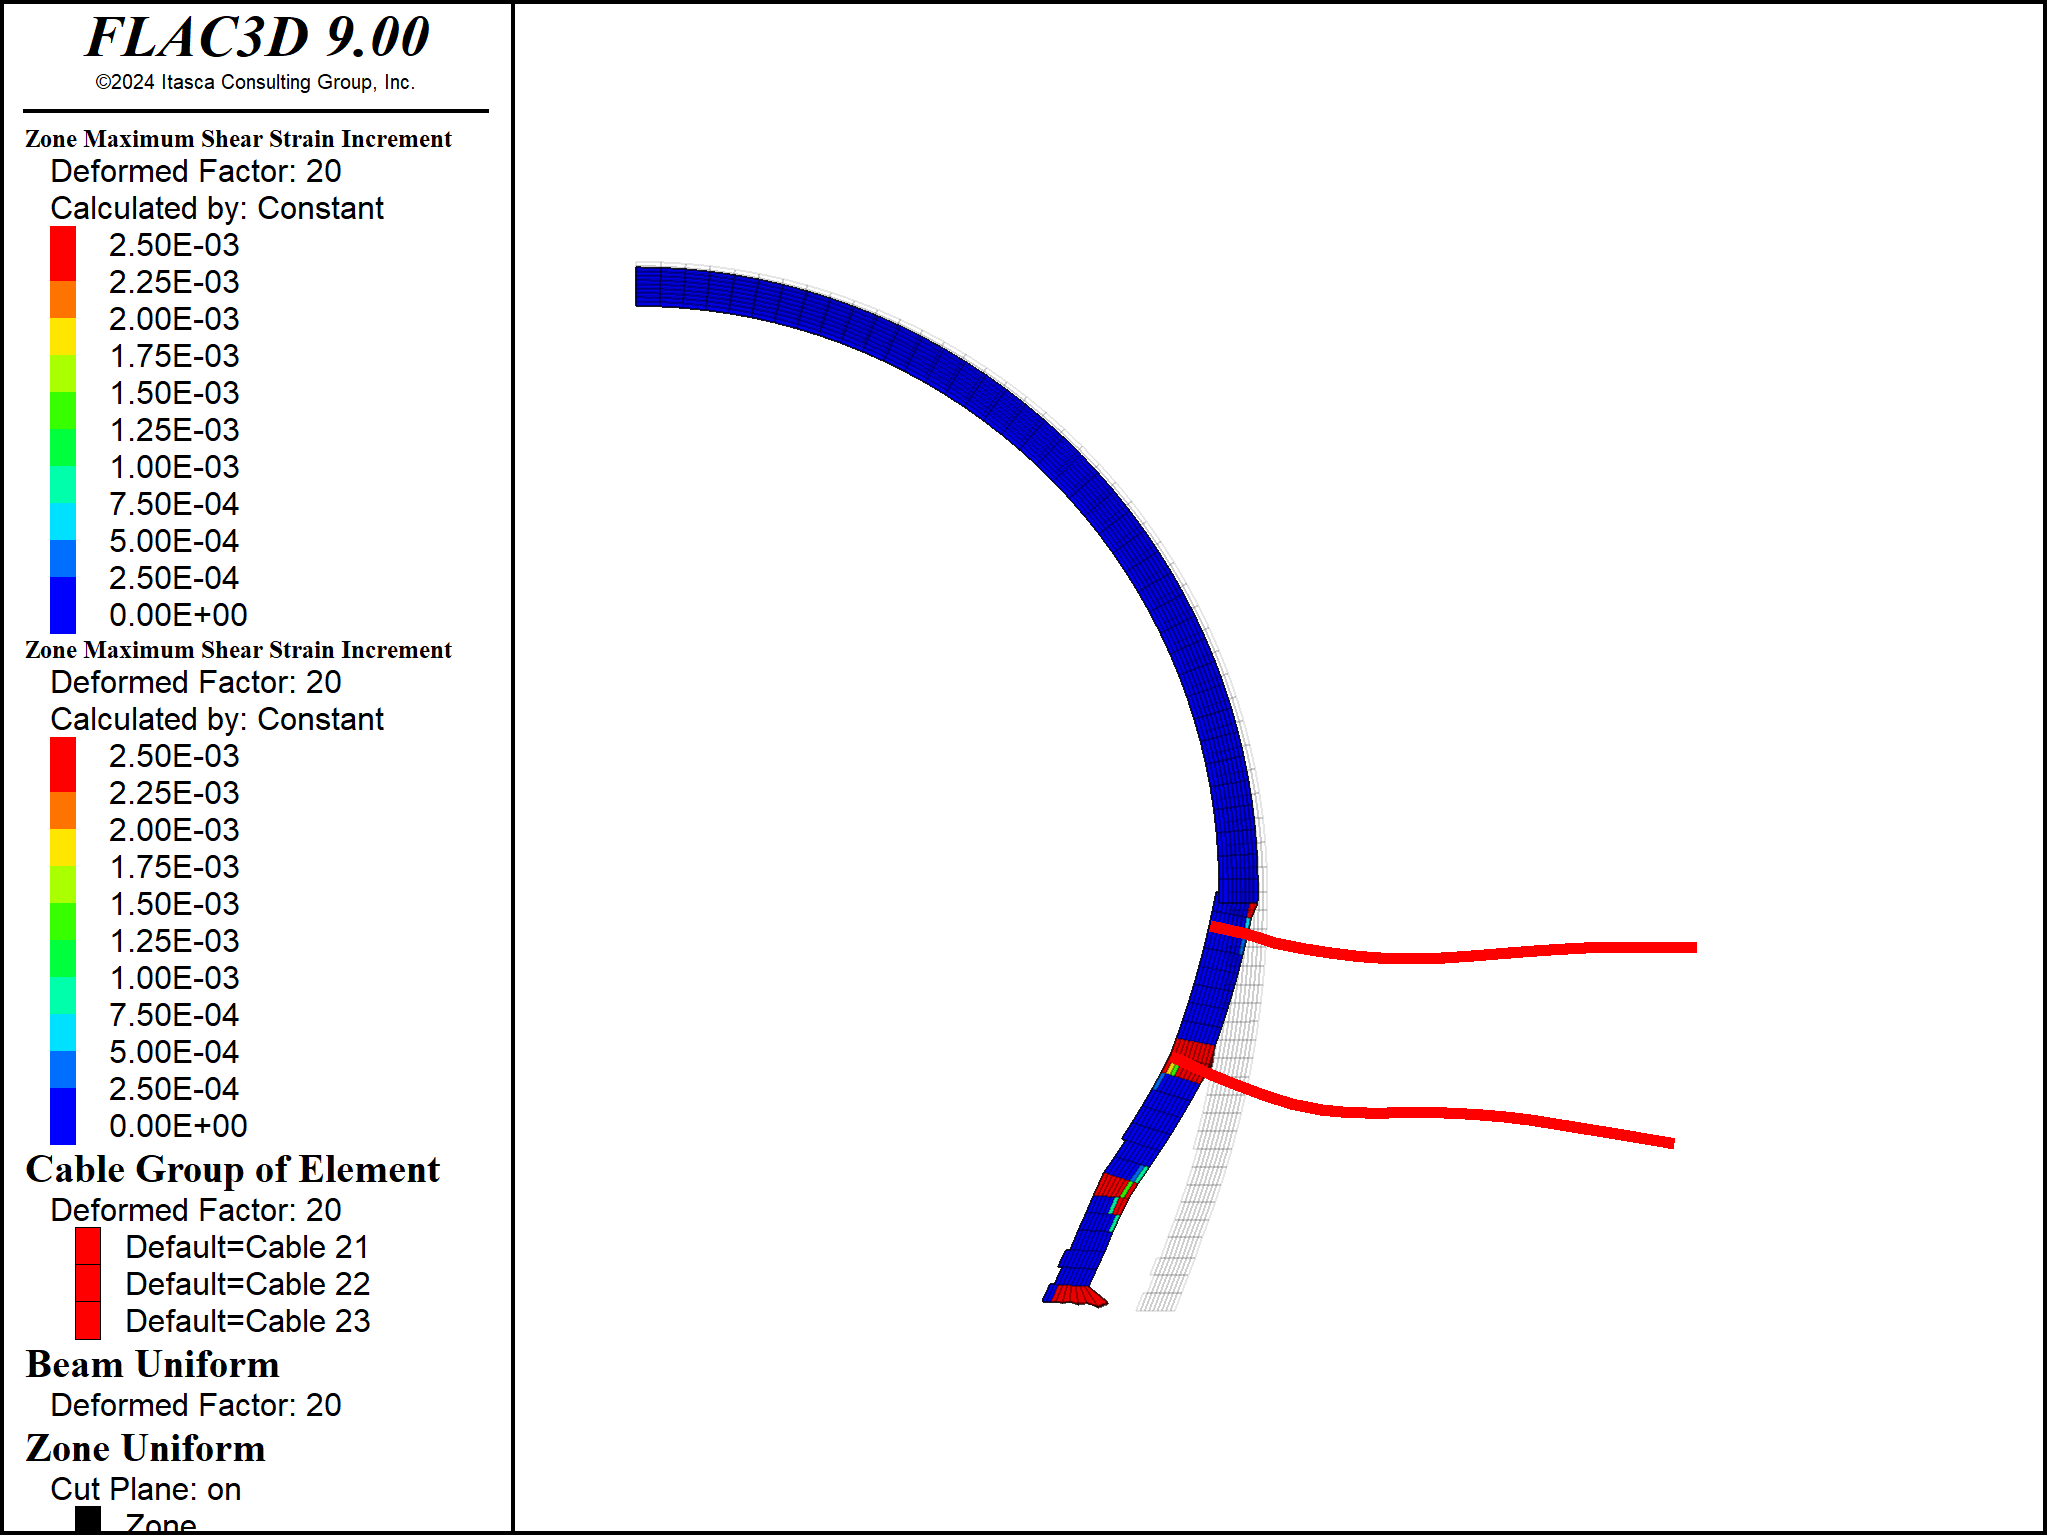 FLAC3D 9.00
©2024 Itasca Consulting Group, Inc.
Zone Maximum Shear Strain Increment
Deformed Factor: 20
Calculated by: Constant
2.50E-03
2.25E-03
2.00E-03
1.75E-03
1.50E-03
1.25E-03
1.00E-03
7.50E-04
5.00E-04
2.50E-04
0.00E+00
Zone Maximum Shear Strain Increment
Deformed Factor: 20
Calculated by: Constant
2.50E-03
2.25E-03
2.00E-03
1.75E-03
1.50E-03
1.25E-03
1.00E-03
7.50E-04
5.00E-04
2.50E-04
0.00E+00
Cable Group of Element
Deformed Factor: 20
Default=Cable 21
Default=Cable 22
Default=Cable 23
Beam Uniform
Deformed Factor: 20
Zone Uniform
Cut Plane: on
Zone